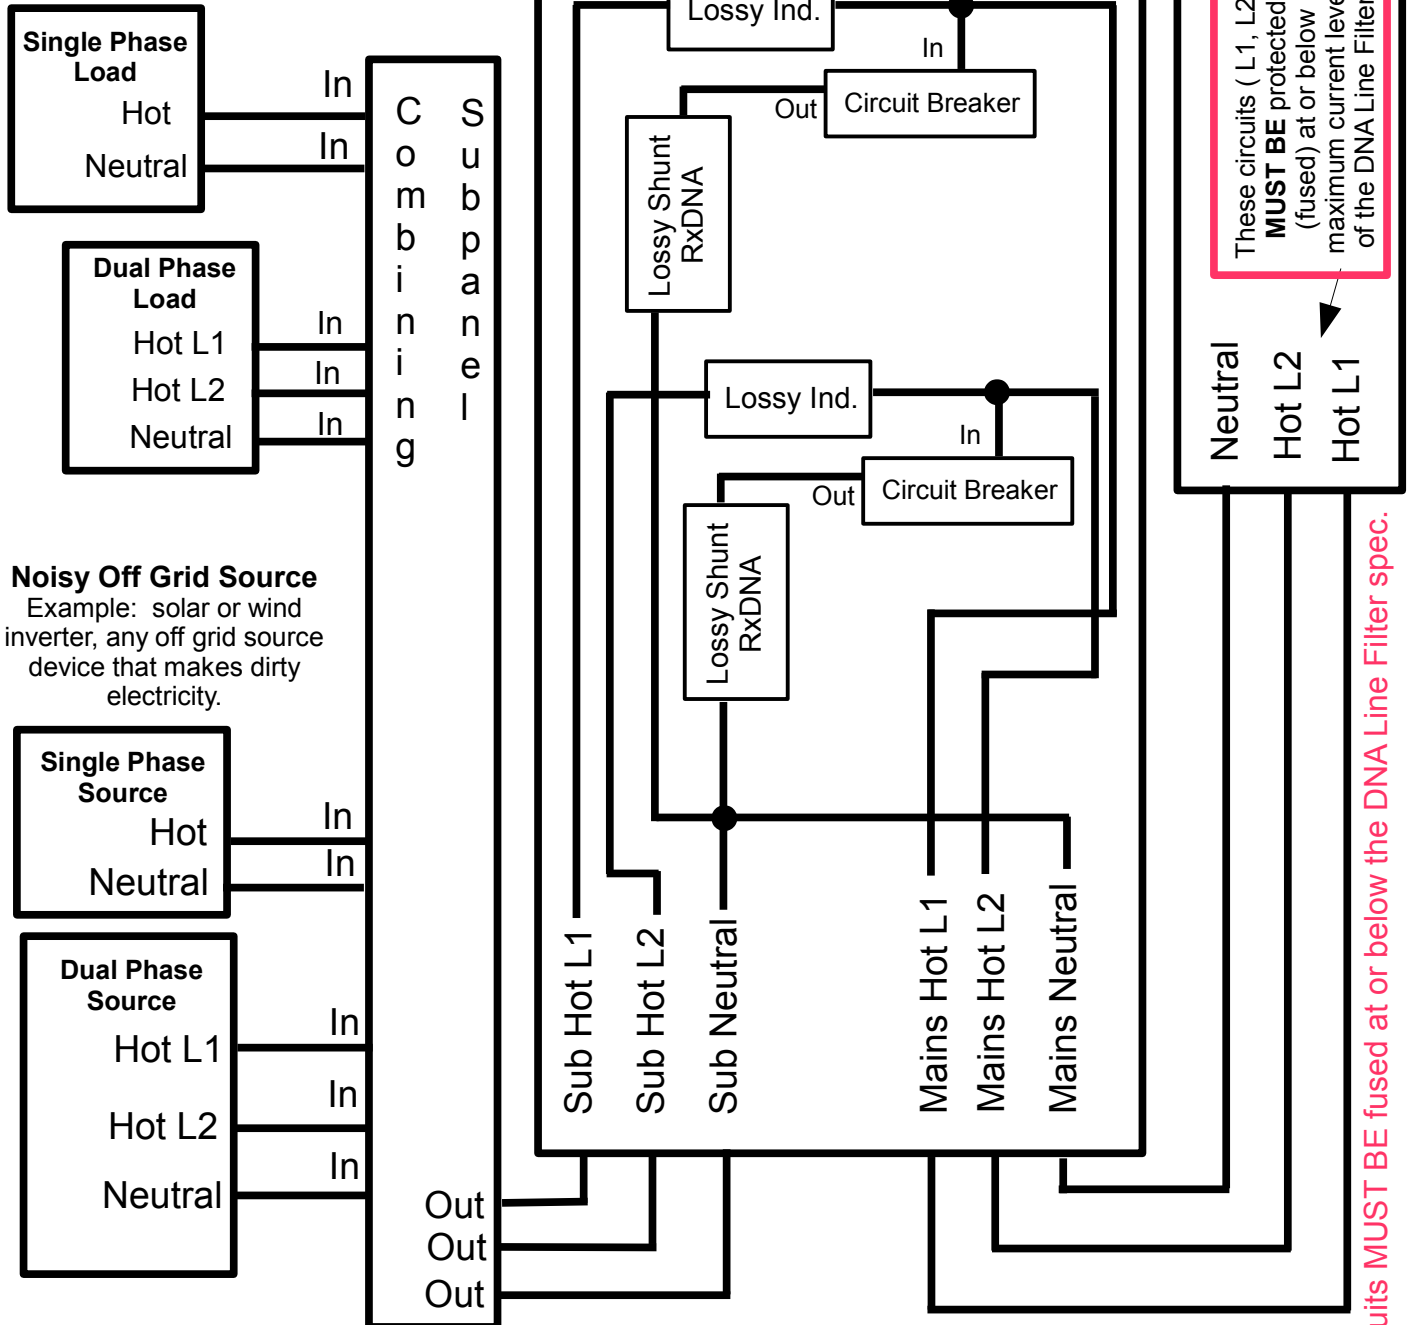 Single Phase
Load
Hot
Neutral
In
In
Dual Phase
Load
Hot L1
Hot L2
Neutral
In
In
In
Noisy Off Grid Source
Example: solar or wind
inverter, any off grid source
device that makes dirty
electricity.
Single Phase
Source
Hot
Neutral
In
In
Dual Phase
Source
Hot L1
Hot L2
Neutral
In
In
In
Combining
Subpanel
Out
Out
Out
Lossy Ind.
In
Out
Circuit Breaker
Lossy Shunt
RxDNA
Lossy Ind.
In
Out
Circuit Breaker
Lossy Shunt
RxDNA
Sub Hot L1
Sub Hot L2
Sub Neutral
Mains Hot L1
Mains Hot L2
Mains Neutral
These circuits ( L1, L2
MUST BE protected
(fused) at or below
maximum current leve
of the DNA Line Filter
Neutral
Hot L2
Hot L1
uits MUST BE fused at or below the DNA Line Filter spec.